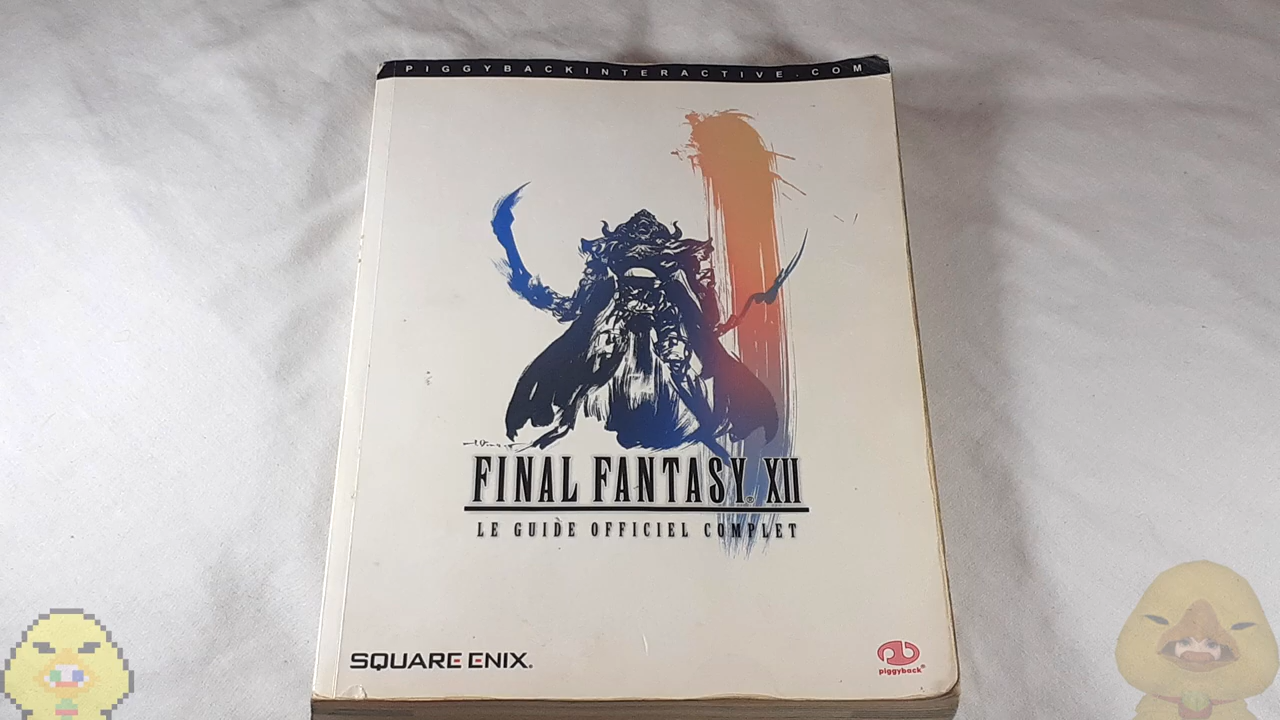 PIGGYBACKINTERACTIVE.COM
FINAL FANTASY® XII
LE GUIDE OFFICIEL COMPLET
SQUARE ENIX®
piggyback®